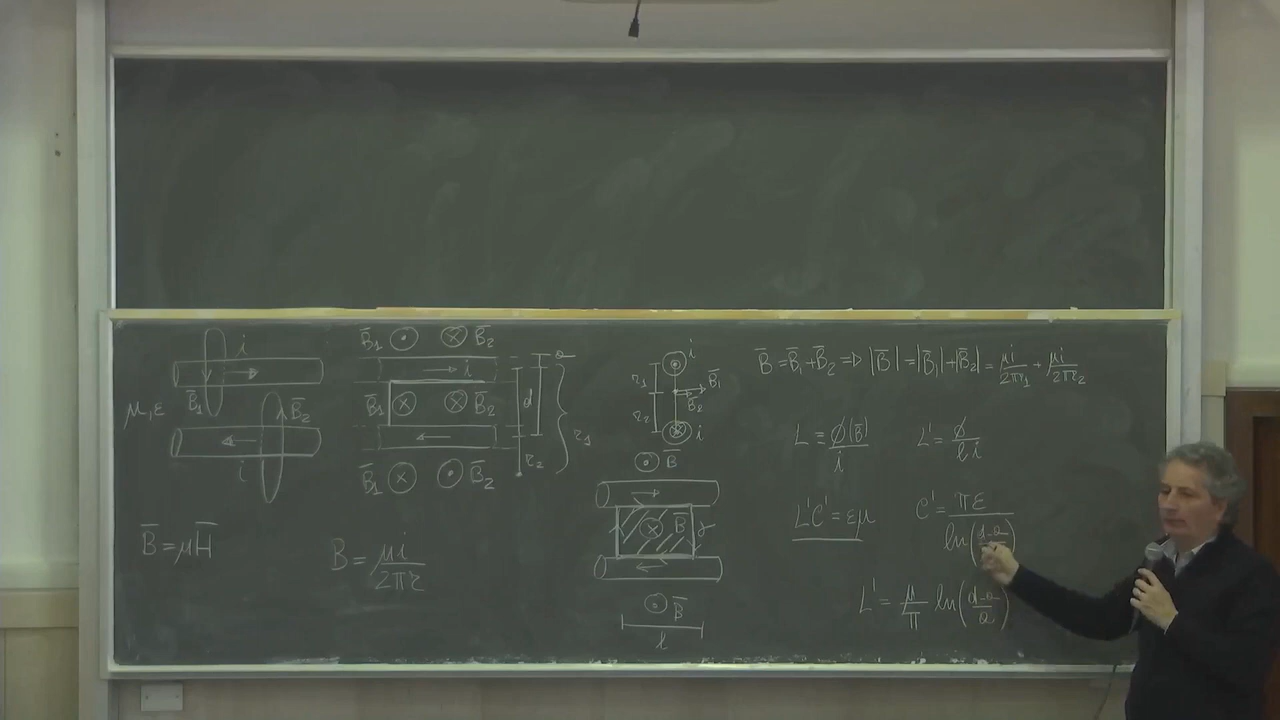 i
B̅₁
B̅₂
i
μ, ε
B̅ = μH̅
B̅₁ ⊙ ⊗ B̅₂
i
B̅₁ ⊗ ⊗ B̅₂
B̅₁ ⊗ ⊙ B̅₂
a
d
r₂
r₁
B = μi / 2πr
i
r₁
B̅₁
B̅₂
r₂
i
⊙ B̅
⊗ B̅
⊙ B̅
ℓ
B̅ = B̅₁ + B̅₂ ⇒ |B̅| = |B̅₁| + |B̅₂| = μi / 2πr₁ + μi / 2πr₂
L = ϕ(B̅) / i
L' = ϕ / ℓi
L'C' = εμ
C' = πε / ln(d-a
L' = μ / π ln(d-a / a)